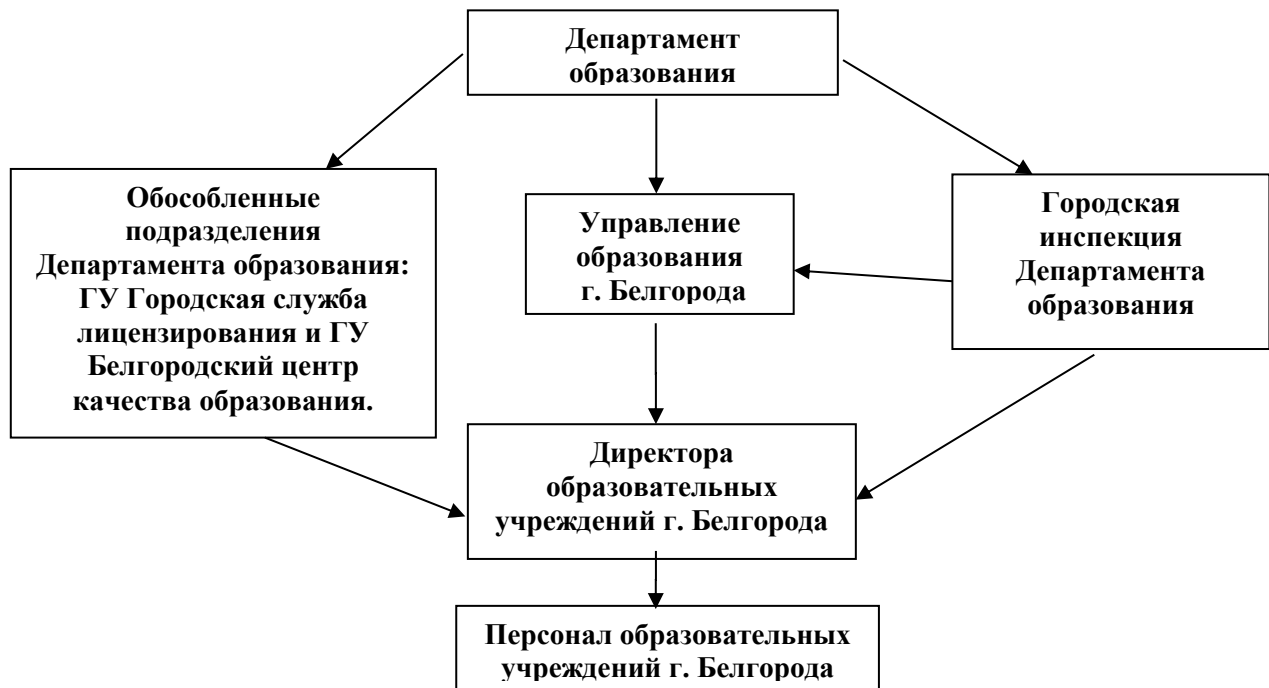 Департамент
образования
Обособленные
подразделения
Департамента образования:
ГУ Городская служба
лицензирования и ГУ
Белгородский центр
качества образования.
Управление
образования
г. Белгорода
Городская
инспекция
Департамента
образования
Директора
образовательных
учреждений г. Белгорода
Персонал образовательных
учреждений г. Белгорода